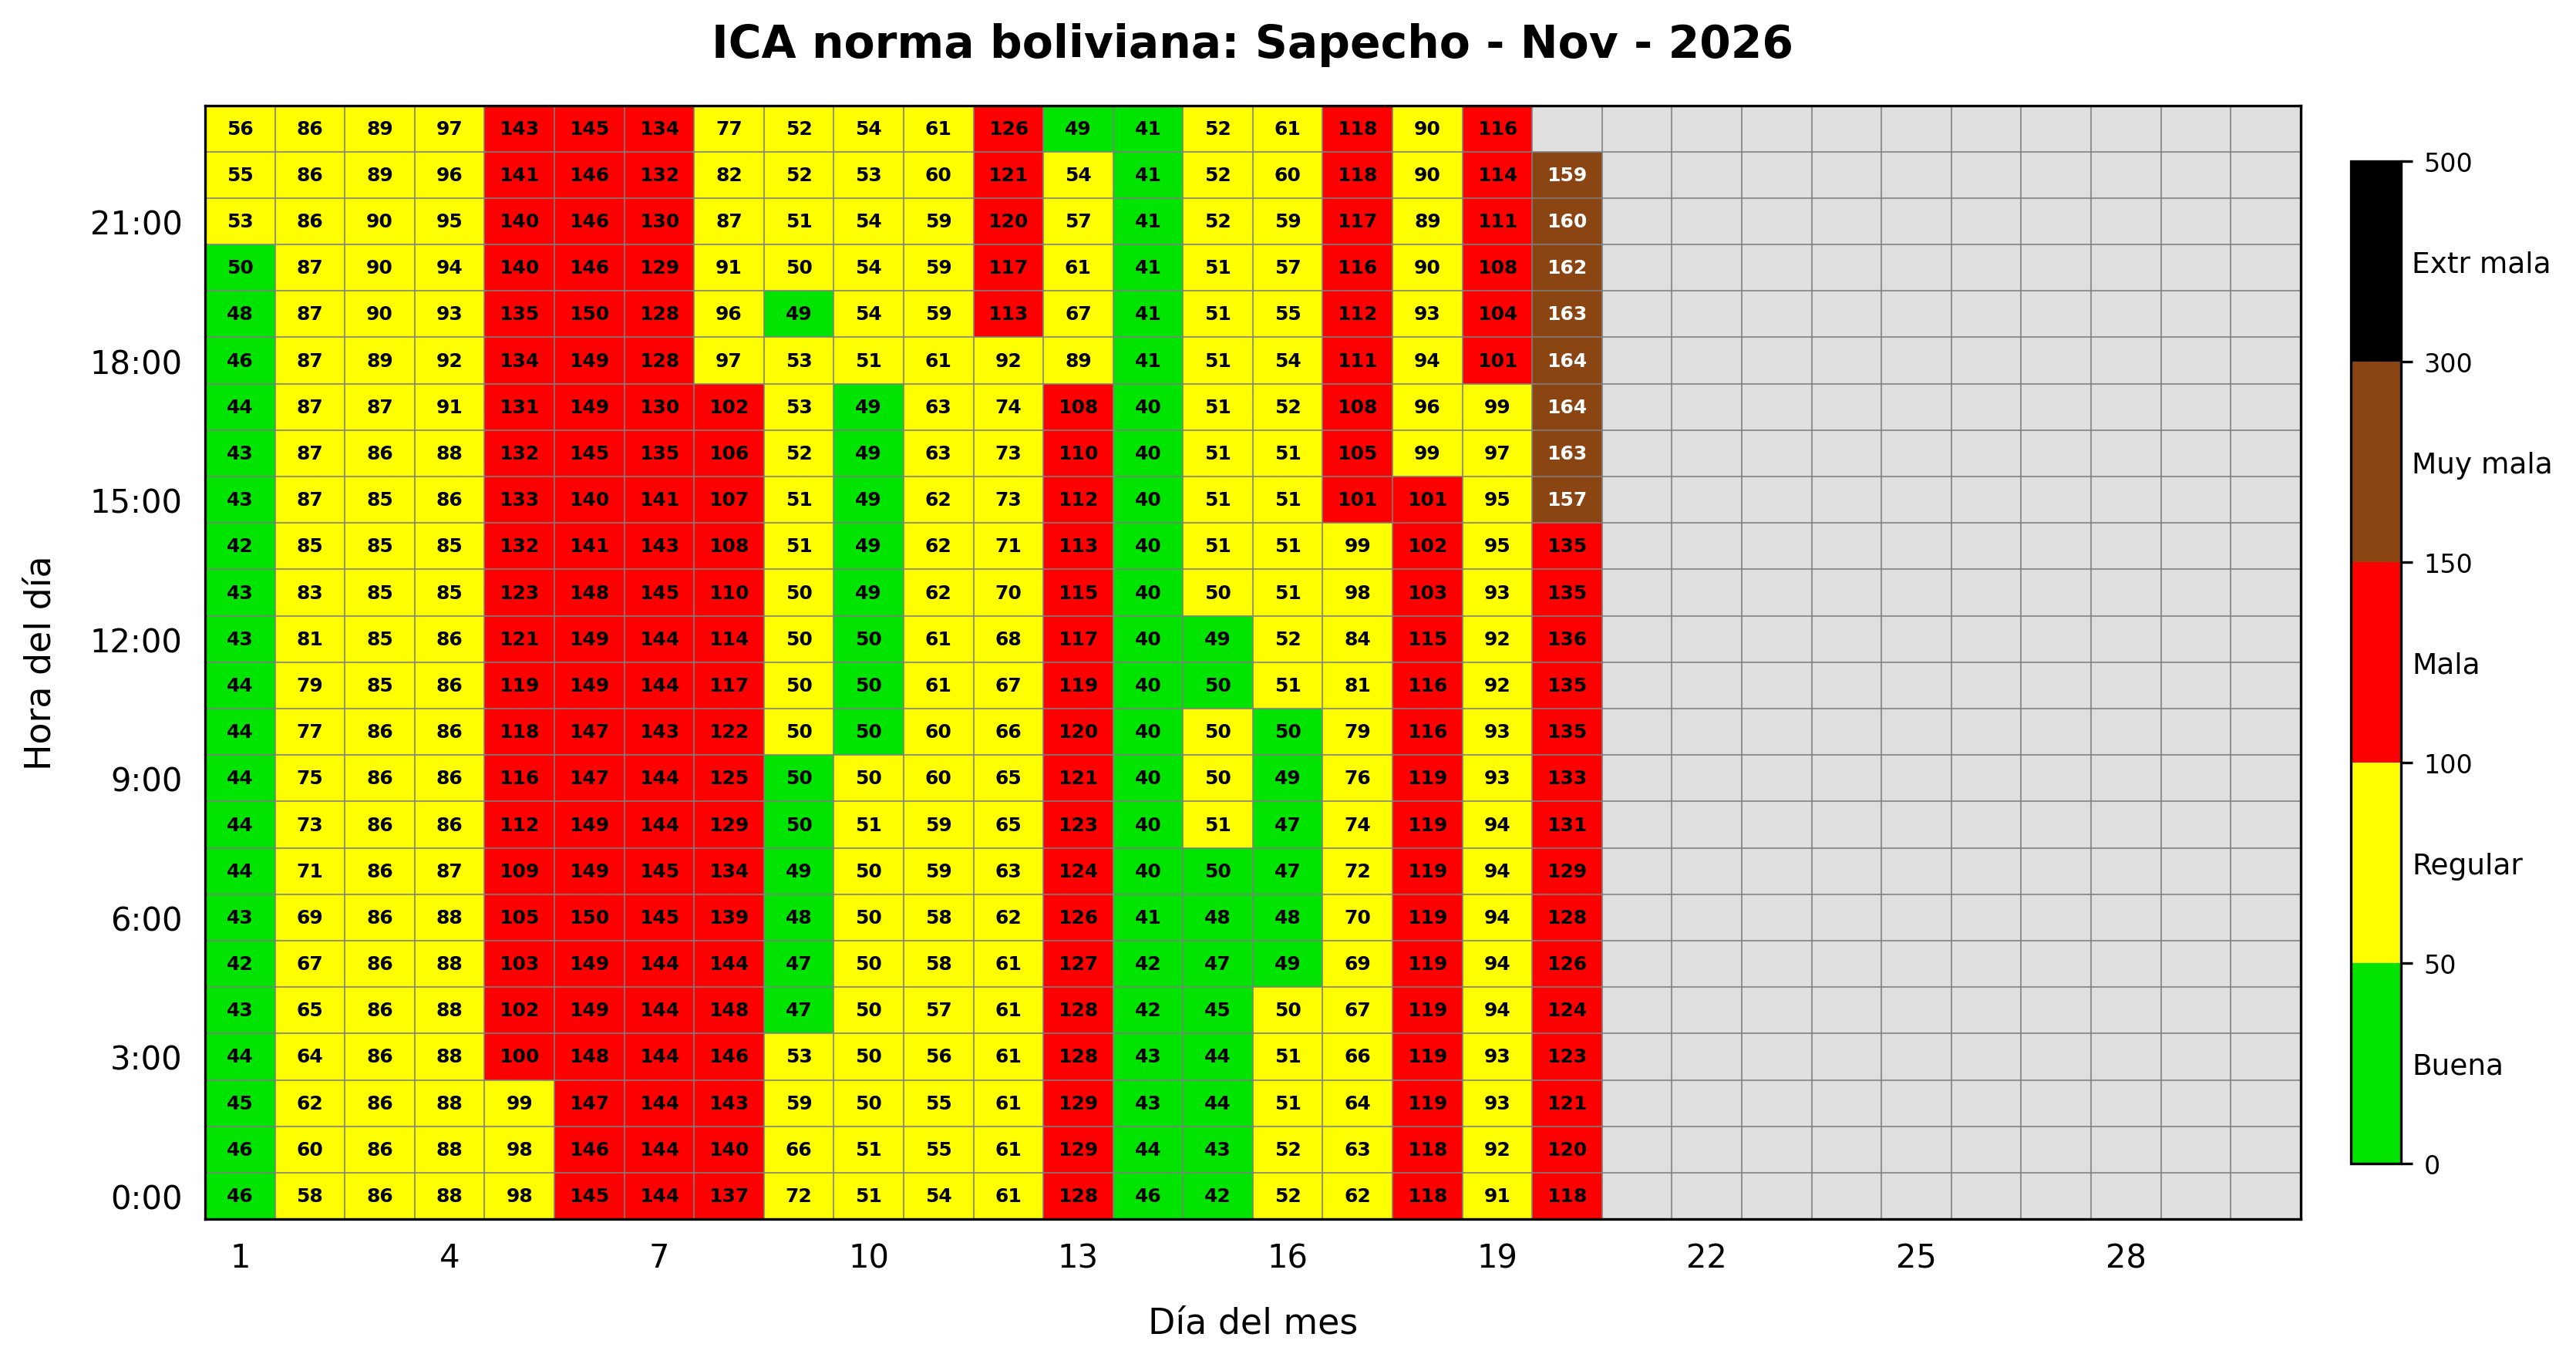 ICA norma boliviana: Sapecho - Nov - 2026
56 86 89 97 143 145 134 77 52 54 61 126 49 41 52 61 118 90 116
55 86 89 96 141 146 132 82 52 53 60 121 54 41 52 60 118 90 114 159
21:00 53 86 90 95 140 146 130 87 51 54 59 120 57 41 52 59 117 89 111 160
50 87 90 94 140 146 129 91 50 54 59 117 61 41 51 57 116 90 108 162
48 87 90 93 135 150 128 96 49 54 59 113 67 41 51 55 112 93 104 163
18:00 46 87 89 92 134 149 128 97 53 51 61 92 89 41 51 54 111 94 101 164
44 87 87 91 131 149 130 102 53 49 63 74 108 40 51 52 108 96 99 164
43 87 86 88 132 145 135 106 52 49 63 73 110 40 51 51 105 99 97 163
15:00 43 87 85 86 133 140 141 107 51 49 62 73 112 40 51 51 101 101 95 157
42 85 85 85 132 141 143 108 51 49 62 71 113 40 51 51 99 102 95 135
43 83 85 85 123 148 145 110 50 49 62 70 115 40 50 51 98 103 93 135
12:00 43 81 85 86 121 149 144 114 50 50 61 68 117 40 49 52 84 115 92 136
44 79 85 86 119 149 144 117 50 50 61 67 119 40 50 51 81 116 92 135
44 77 86 86 118 147 143 122 50 50 60 66 120 40 50 50 79 116 93 135
9:00 44 75 86 86 116 147 144 125 50 50 60 65 121 40 50 49 76 119 93 133
44 73 86 86 112 149 144 129 50 51 59 65 123 40 51 47 74 119 94 131
44 71 86 87 109 149 145 134 49 50 59 63 124 40 50 47 72 119 94 129
6:00 43 69 86 88 105 150 145 139 48 50 58 62 126 41 48 48 70 119 94 128
42 67 86 88 103 149 144 144 47 50 58 61 127 42 47 49 69 119 94 126
43 65 86 88 102 149 144 148 47 50 57 61 128 42 45 50 67 119 94 124
3:00 44 64 86 88 100 148 144 146 53 50 56 61 128 43 44 51 66 119 93 123
45 62 86 88 99 147 144 143 59 50 55 61 129 43 44 51 64 119 93 121
46 60 86 88 98 146 144 140 66 51 55 61 129 44 43 52 63 118 92 120
0:00 46 58 86 88 98 145 144 137 72 51 54 61 128 46 42 52 62 118 91 118
1 4 7 10 13 16 19 22 25 28
Día del mes
Hora del día
500
Extr mala
300
Muy mala
150
Mala
100
Regular
50
Buena
0